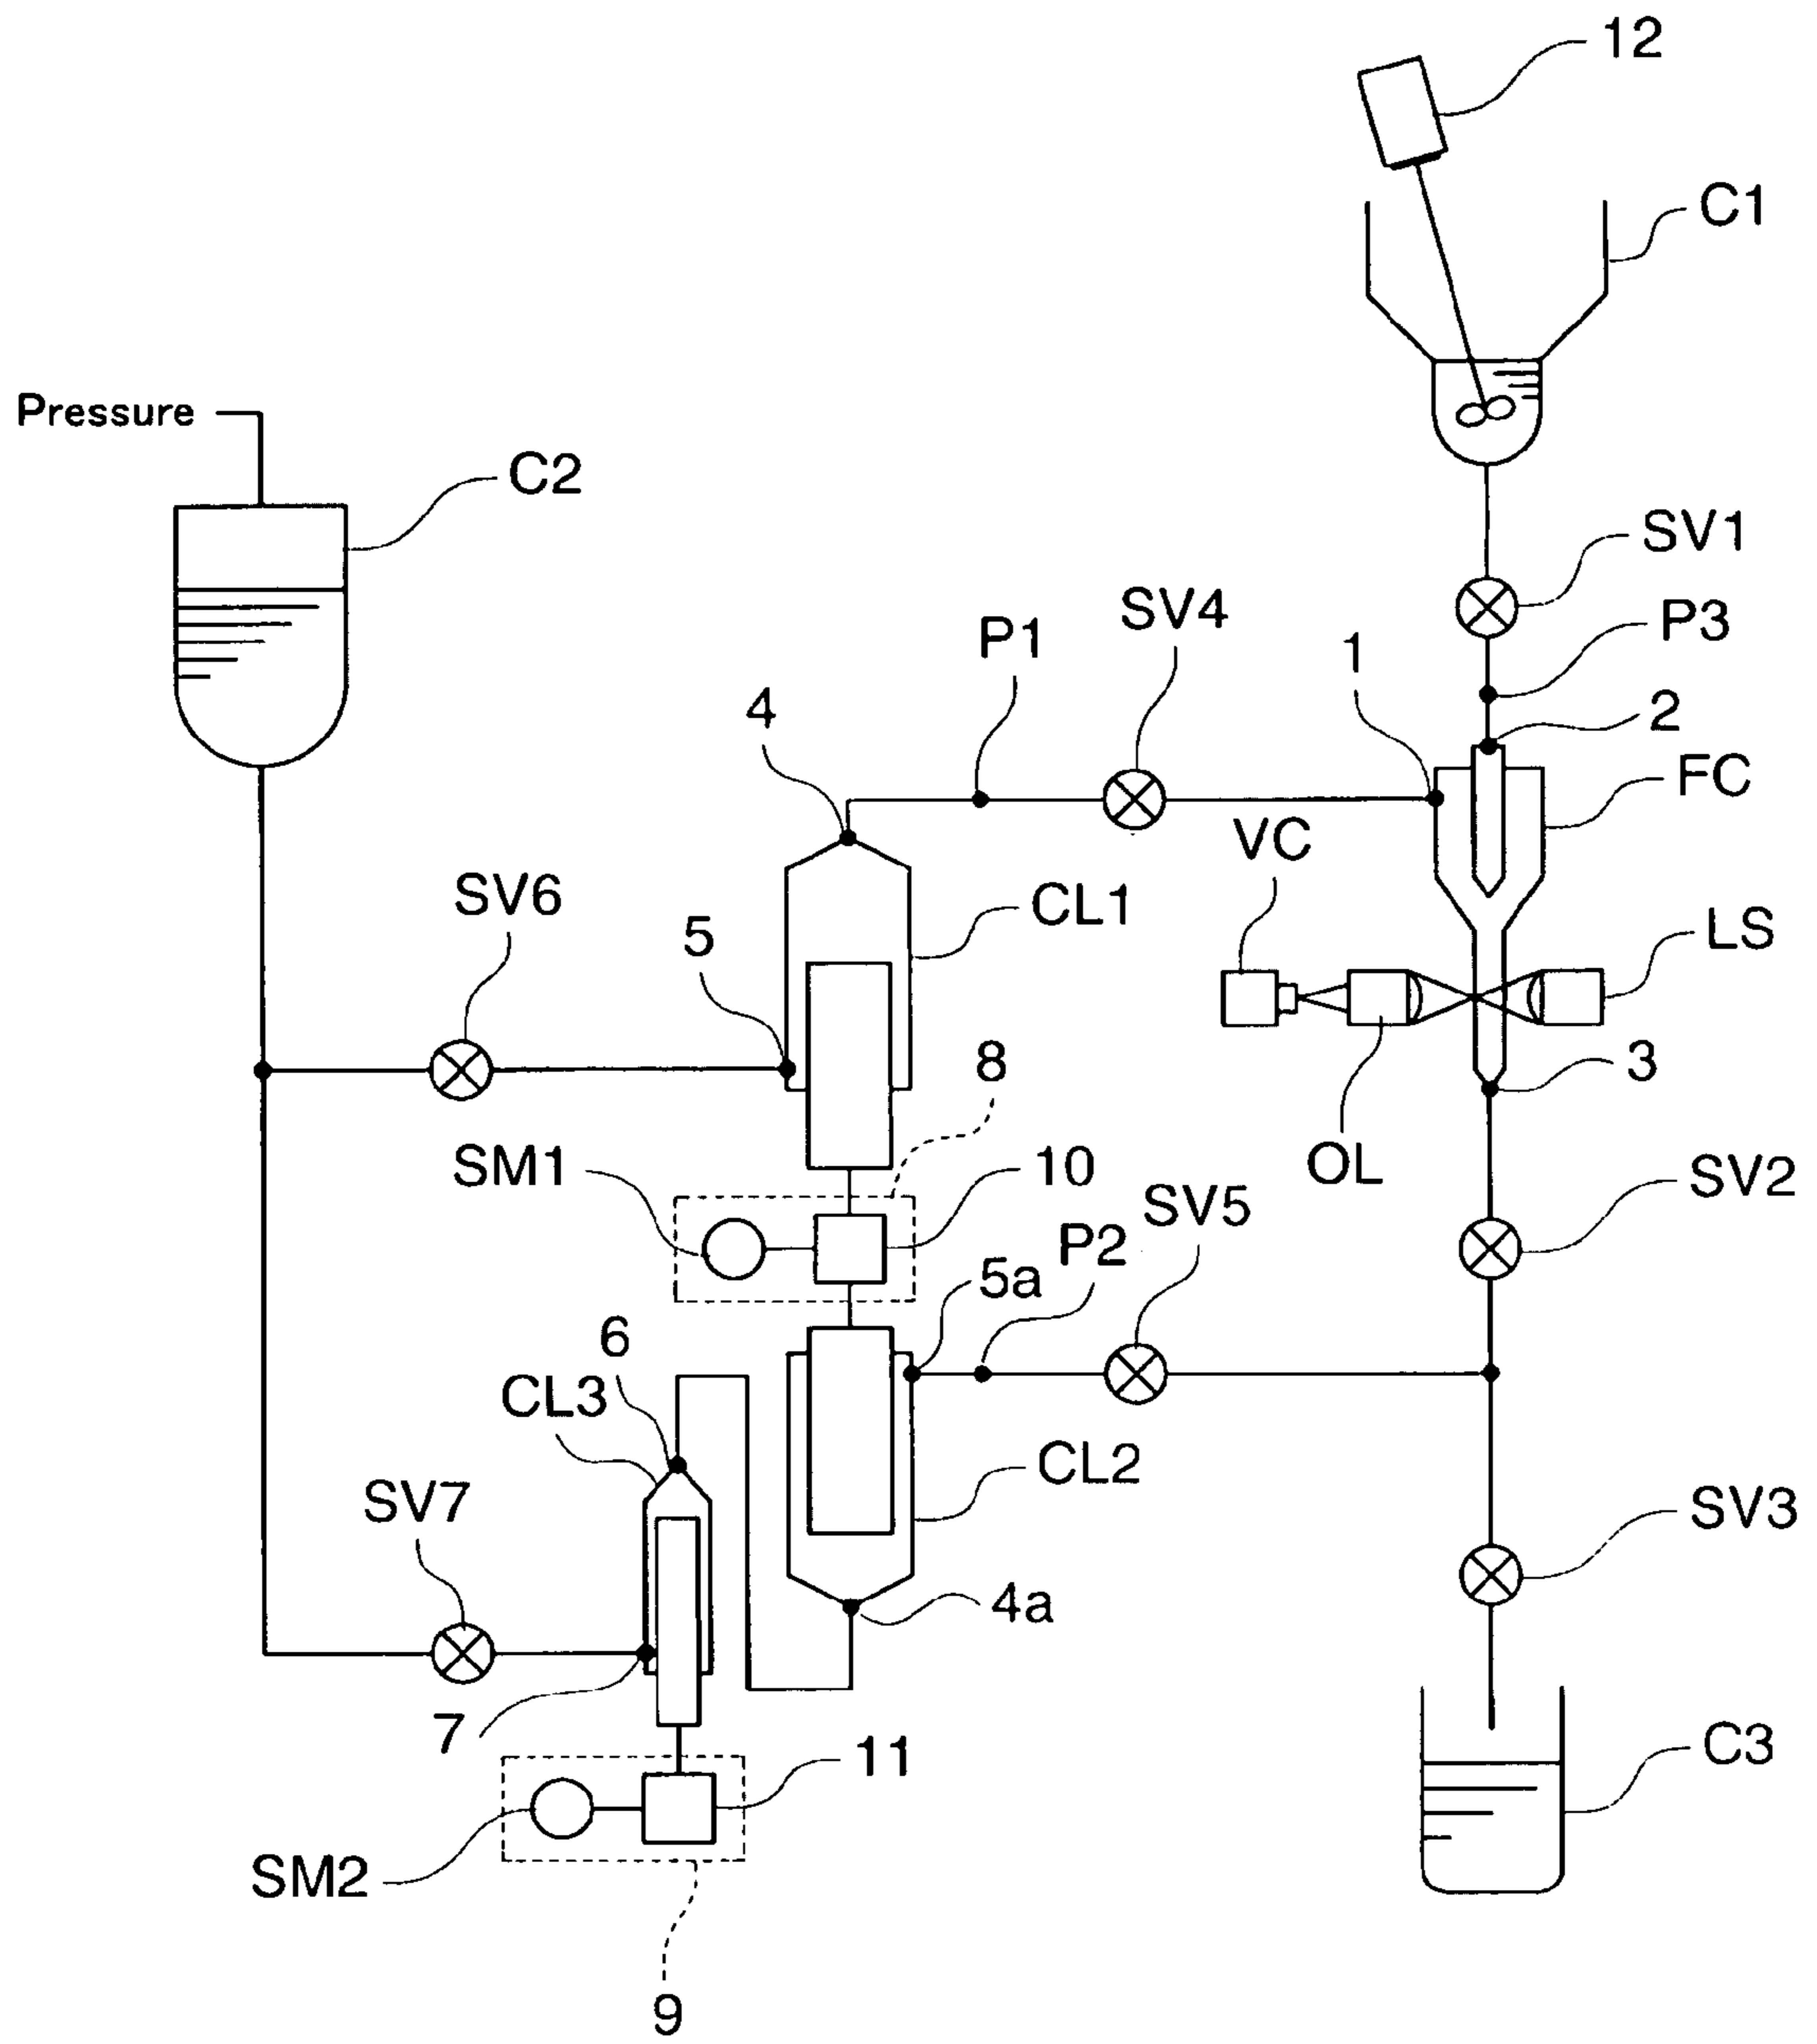 12
C1
Pressure
C2
SV1
SV4
P3
P1
1
2
4
FC
VC
SV6
CL1
5
LS
8
3
SM1
10
OL
SV2
SV5
P2
5a
6
CL3
CL2
SV7
SV3
4a
7
11
C3
SM2
9